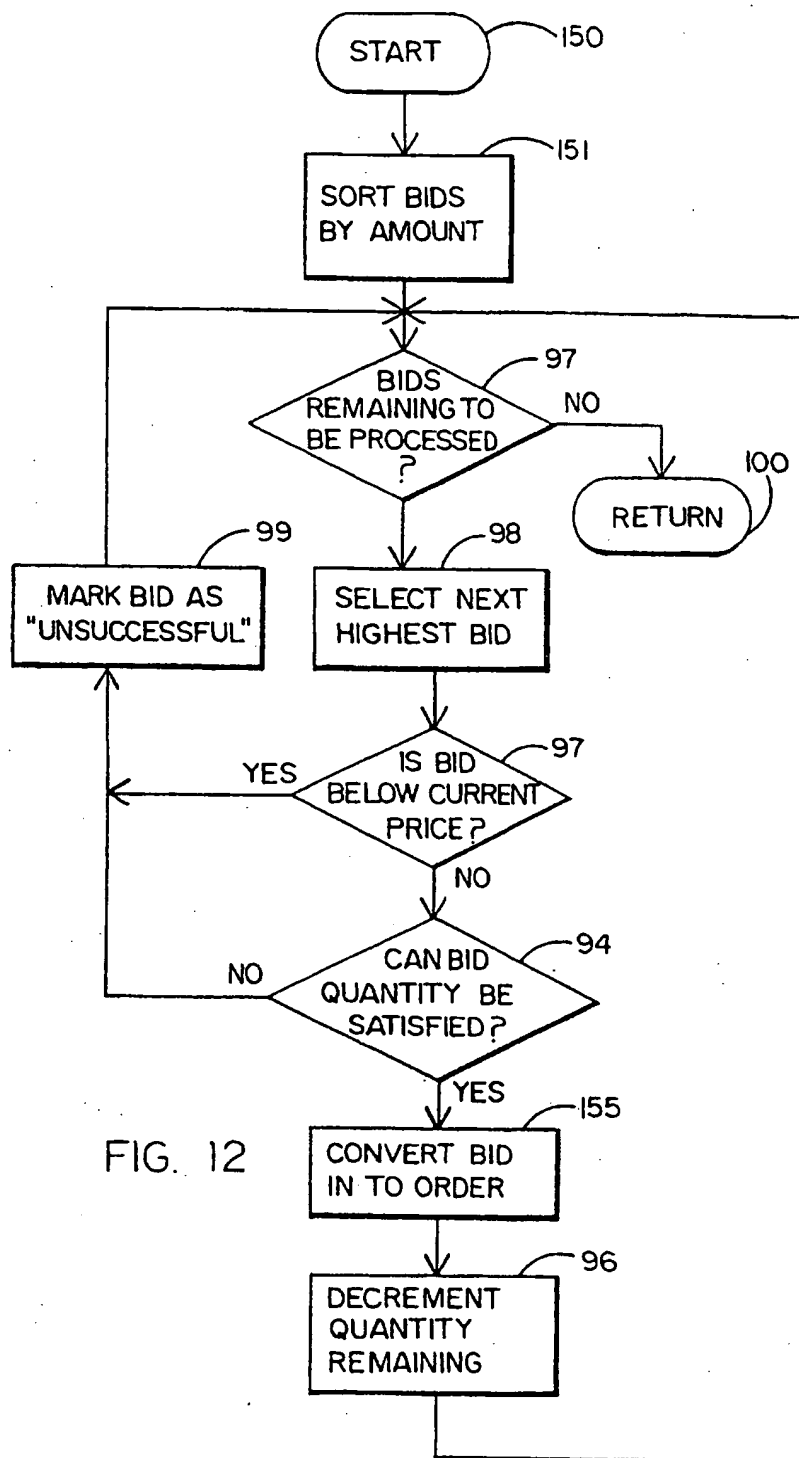 START
150
151
SORT BIDS
BY AMOUNT
97
BIDS
REMAINING TO
BE PROCESSED
?
NO
100
RETURN
99
MARK BID AS
"UNSUCCESSFUL"
98
SELECT NEXT
HIGHEST BID
97
YES
IS BID
BELOW CURRENT
PRICE?
NO
94
NO
CAN BID
QUANTITY BE
SATISFIED?
YES
155
FIG. 12
CONVERT BID
IN TO ORDER
96
DECREMENT
QUANTITY
REMAINING